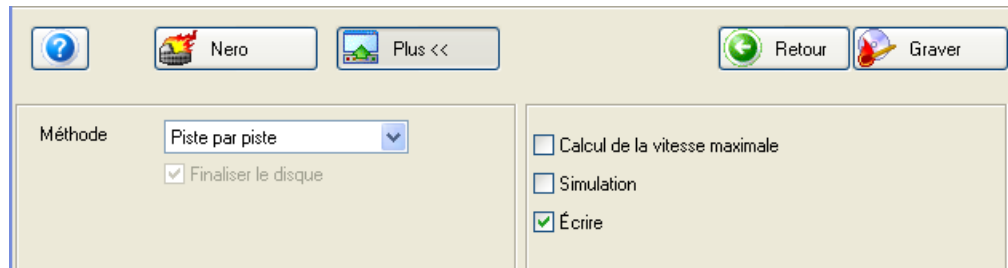 Nero Plus << Retour Graver
Méthode Piste par piste
Finaliser le disque
Calcul de la vitesse maximale
Simulation
Écrire